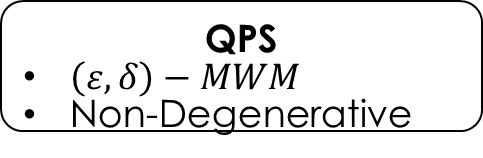 QPS
• (ε, δ) − MWM
• Non-Degenerative